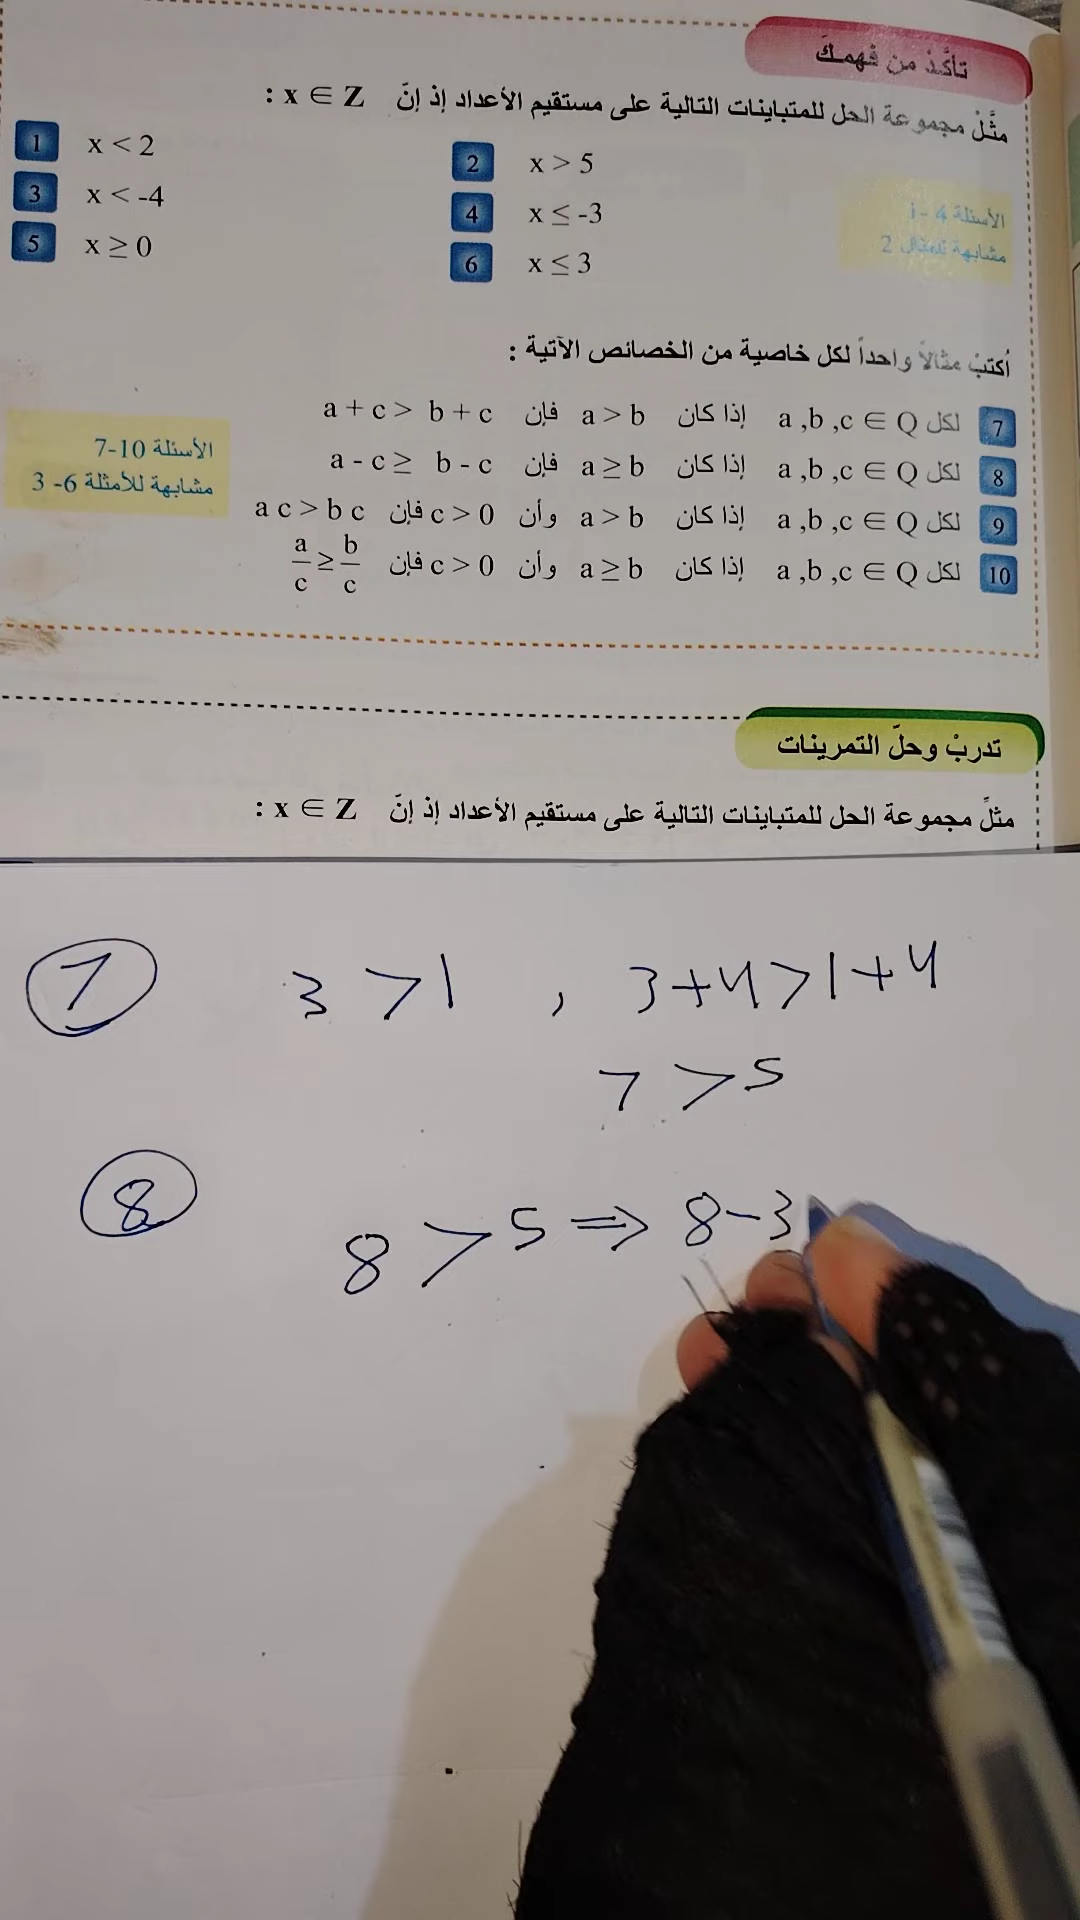 تأكَّدْ من فهمكَ
مثَّلْ مجموعة الحل للمتباينات التالية على مستقيم الأعداد إذ إنّ x ∈ Z :
1 x < 2
2 x > 5
3 x < -4
4 x ≤ -3
5 x ≥ 0
6 x ≤ 3
الأسئلة 4 -1
مشابهة للمثال 2
أكتبْ مثالاً واحداً لكل خاصية من الخصائص الآتية :
7 لكل a ,b ,c ∈ Q إذا كان a > b فإن a + c > b + c
8 لكل a ,b ,c ∈ Q إذا كان a ≥ b فإن a - c ≥ b - c
9 لكل a ,b ,c ∈ Q إذا كان a > b وأن c > 0 فإن a c > b c
10 لكل a ,b ,c ∈ Q إذا كان a ≥ b وأن c > 0 فإن a/c ≥ b/c
الأسئلة 10-7
مشابهة للأمثلة 6- 3
تدربْ وحلّ التمرينات
مثلِّ مجموعة الحل للمتباينات التالية على مستقيم الأعداد إذ إنّ x ∈ Z :
7 3 > 1 , 3+4>1+4
7 > 5
8 8 > 5 ⇒ 8-3